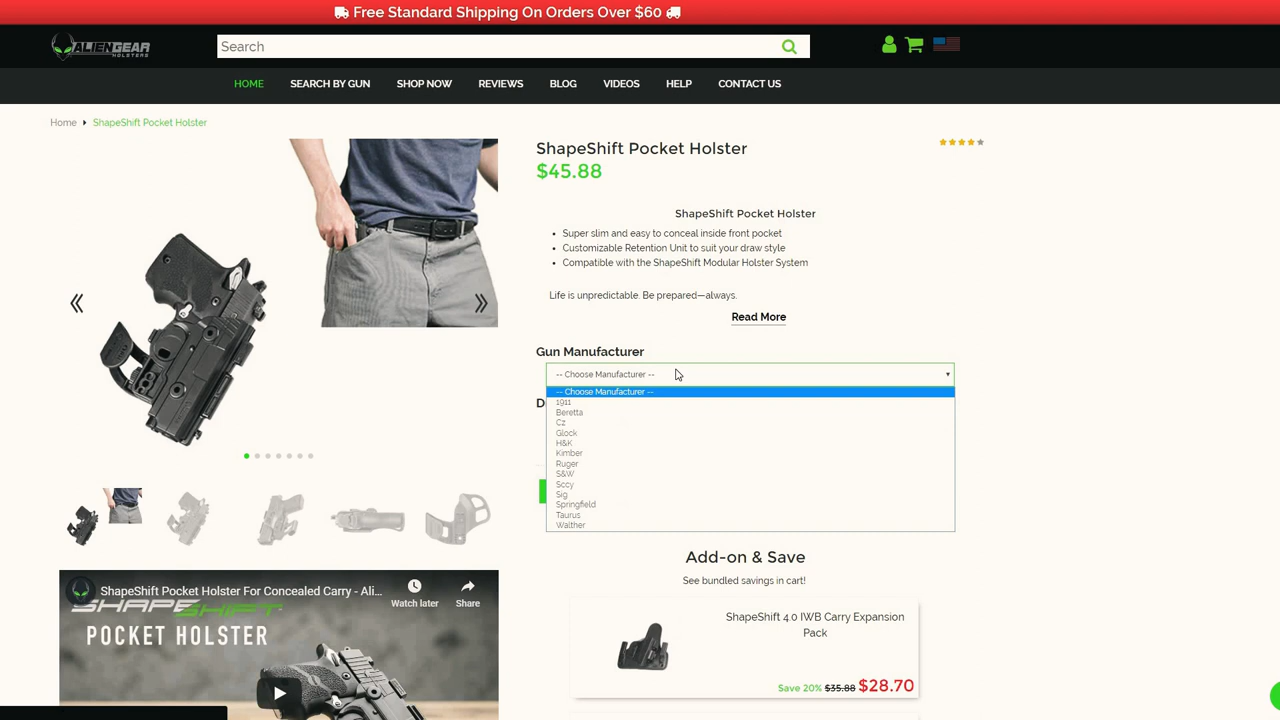 Free Standard Shipping On Orders Over $60
ALIENGEAR
HOLSTERS
Search
HOME
SEARCH BY GUN
SHOP NOW
REVIEWS
BLOG
VIDEOS
HELP
CONTACT US
Home
ShapeShift Pocket Holster
ShapeShift Pocket Holster
$45.88
ShapeShift Pocket Holster
• Super slim and easy to conceal inside front pocket
• Customizable Retention Unit to suit your draw style
• Compatible with the ShapeShift Modular Holster System
Life is unpredictable. Be prepared—always.
Read More
Gun Manufacturer
-- Choose Manufacturer --
-- Choose Manufacturer --
1911
Beretta
Cz
Glock
H&K
Kimber
Ruger
S&W
Sccy
Sig
Springfield
Taurus
Walther
D
Add-on & Save
See bundled savings in cart!
ShapeShift 4.0 IWB Carry Expansion
Pack
Save 20% $35.88 $28.70
ShapeShift Pocket Holster For Concealed Carry - Ali...
Watch later
Share
SHAPESHIFT
POCKET HOLSTER